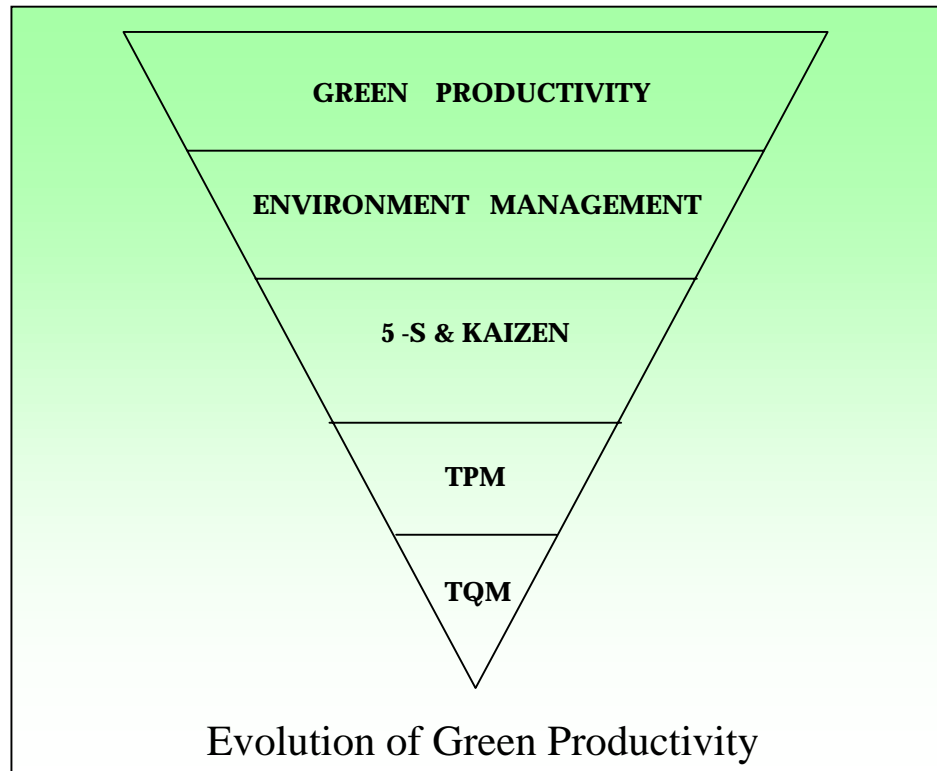 GREEN PRODUCTIVITY
ENVIRONMENT MANAGEMENT
5 -S & KAIZEN
TPM
TQM
Evolution of Green Productivity